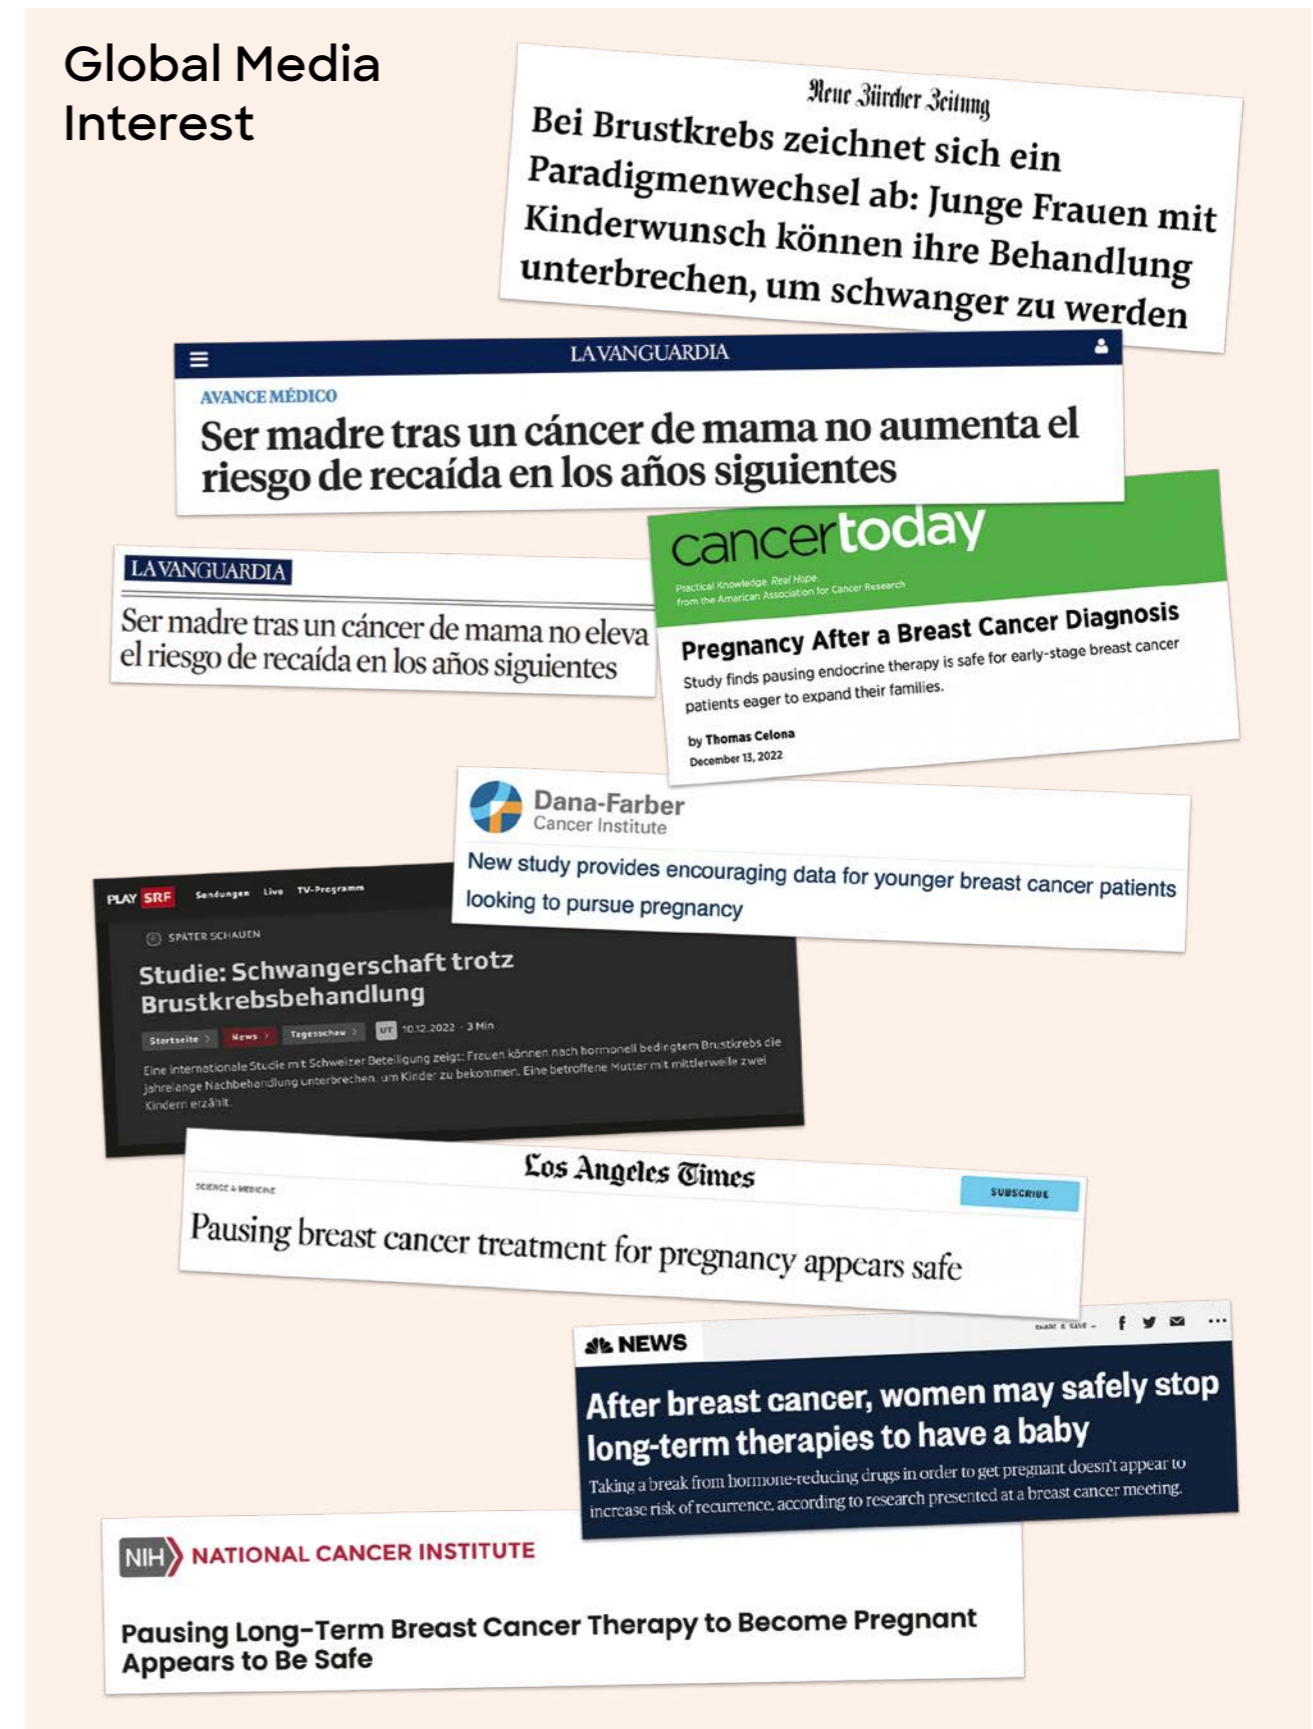 Global Media
Interest
Neue Zürcher Zeitung
Bei Brustkrebs zeichnet sich ein
Paradigmenwechsel ab: Junge Frauen mit
Kinderwunsch können ihre Behandlung
unterbrechen, um schwanger zu werden
LA VANGUARDIA
AVANCE MÉDICO
Ser madre tras un cáncer de mama no aumenta el
riesgo de recaída en los años siguientes
cancertoday
Practical Knowledge. Real Hope.
from the American Association for Cancer Research
Pregnancy After a Breast Cancer Diagnosis
Study finds pausing endocrine therapy is safe for early-stage breast cancer
patients eager to expand their families.
by Thomas Celona
December 13, 2022
LA VANGUARDIA
Ser madre tras un cáncer de mama no eleva
el riesgo de recaída en los años siguientes
Dana-Farber
Cancer Institute
New study provides encouraging data for younger breast cancer patients
looking to pursue pregnancy
PLAY SRF Sendungen Live TV-Programm
SPÄTER SCHAUEN
Studie: Schwangerschaft trotz
Brustkrebsbehandlung
Startseite > News > Tagesschau > UT 10.12.2022 - 3 Min
Eine internationale Studie mit Schweizer Beteiligung zeigt: Frauen können nach hormonell bedingtem Brustkrebs die
jahrelange Nachbehandlung unterbrechen, um Kinder zu bekommen. Eine betroffene Mutter mit mittlerweile zwei
Kindern erzählt.
Los Angeles Times
SUBSCRIBE
SCIENCE & MEDICINE
Pausing breast cancer treatment for pregnancy appears safe
NEWS
SHARE & SAVE –
After breast cancer, women may safely stop
long-term therapies to have a baby
Taking a break from hormone-reducing drugs in order to get pregnant doesn't appear to
increase risk of recurrence, according to research presented at a breast cancer meeting.
NIH NATIONAL CANCER INSTITUTE
Pausing Long-Term Breast Cancer Therapy to Become Pregnant
Appears to Be Safe